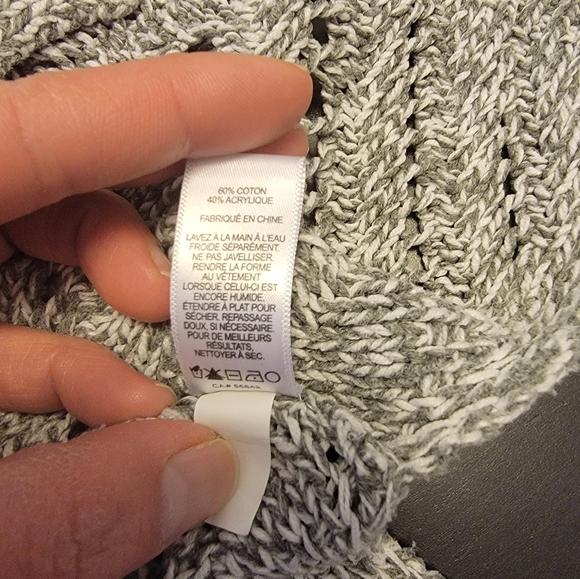 60% COTON
40% ACRYLIQUE
FABRIQUÉ EN CHINE
LAVEZ À LA MAIN À L'EAU
FROIDE SÉPARÉMENT.
NE PAS JAVELLISER.
RENDRE LA FORME
AU VÊTEMENT
LORSQUE CELUI-CI EST
ENCORE HUMIDE.
ÉTENDRE À PLAT POUR
SÉCHER. REPASSAGE
DOUX, SI NÉCESSAIRE.
POUR DE MEILLEURS
RÉSULTATS,
NETTOYER À SEC.
CA#